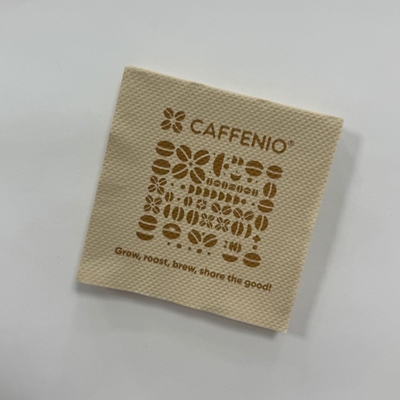 CAFFENIO®
Grow, roast, brew, share the good!